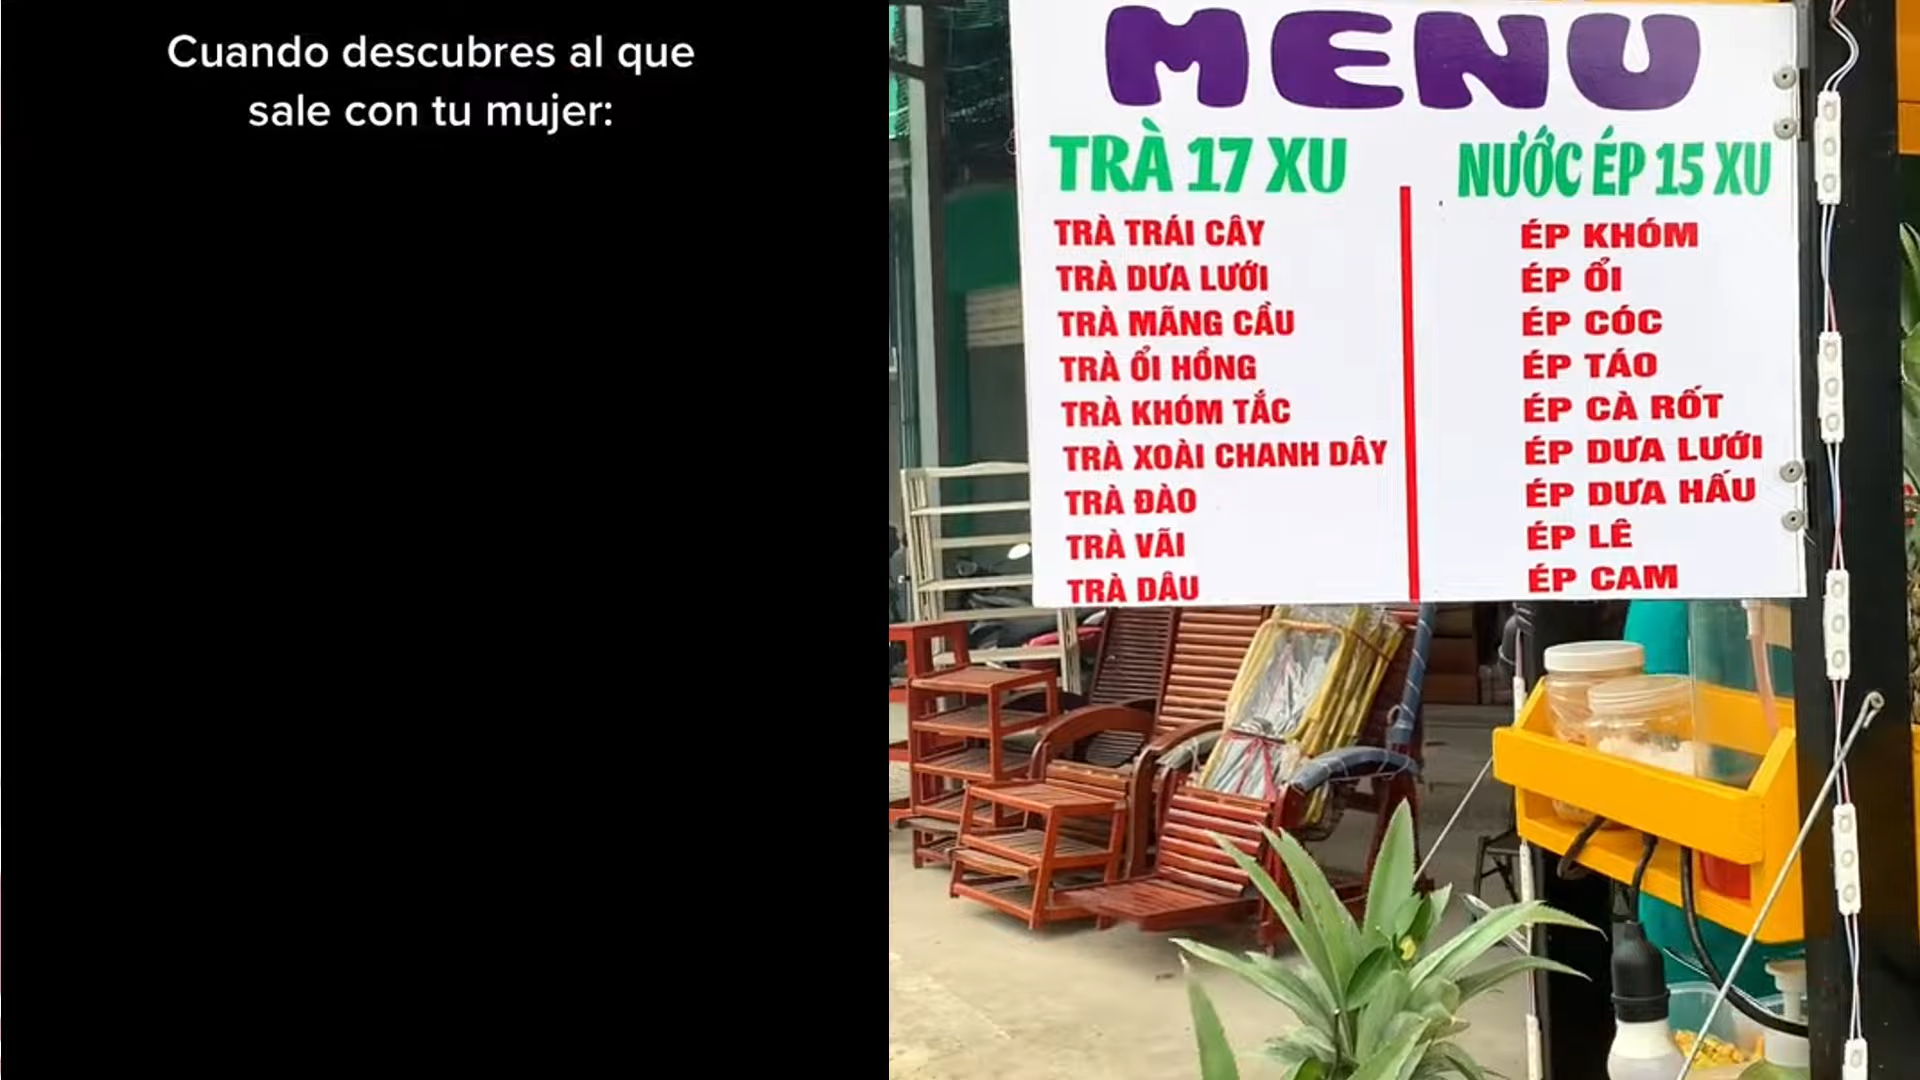 Cuando descubres al que
sale con tu mujer:
MENU
TRÀ 17 XU
TRÀ TRÁI CÂY
TRÀ DƯA LƯỚI
TRÀ MÃNG CẦU
TRÀ ỔI HỒNG
TRÀ KHÓM TẮC
TRÀ XOÀI CHANH DÂY
TRÀ ĐÀO
TRÀ VÃI
TRÀ DÂU
NƯỚC ÉP 15 XU
ÉP KHÓM
ÉP ỔI
ÉP CÓC
ÉP TÁO
ÉP CÀ RỐT
ÉP DƯA LƯỚI
ÉP DƯA HẤU
ÉP LÊ
ÉP CAM